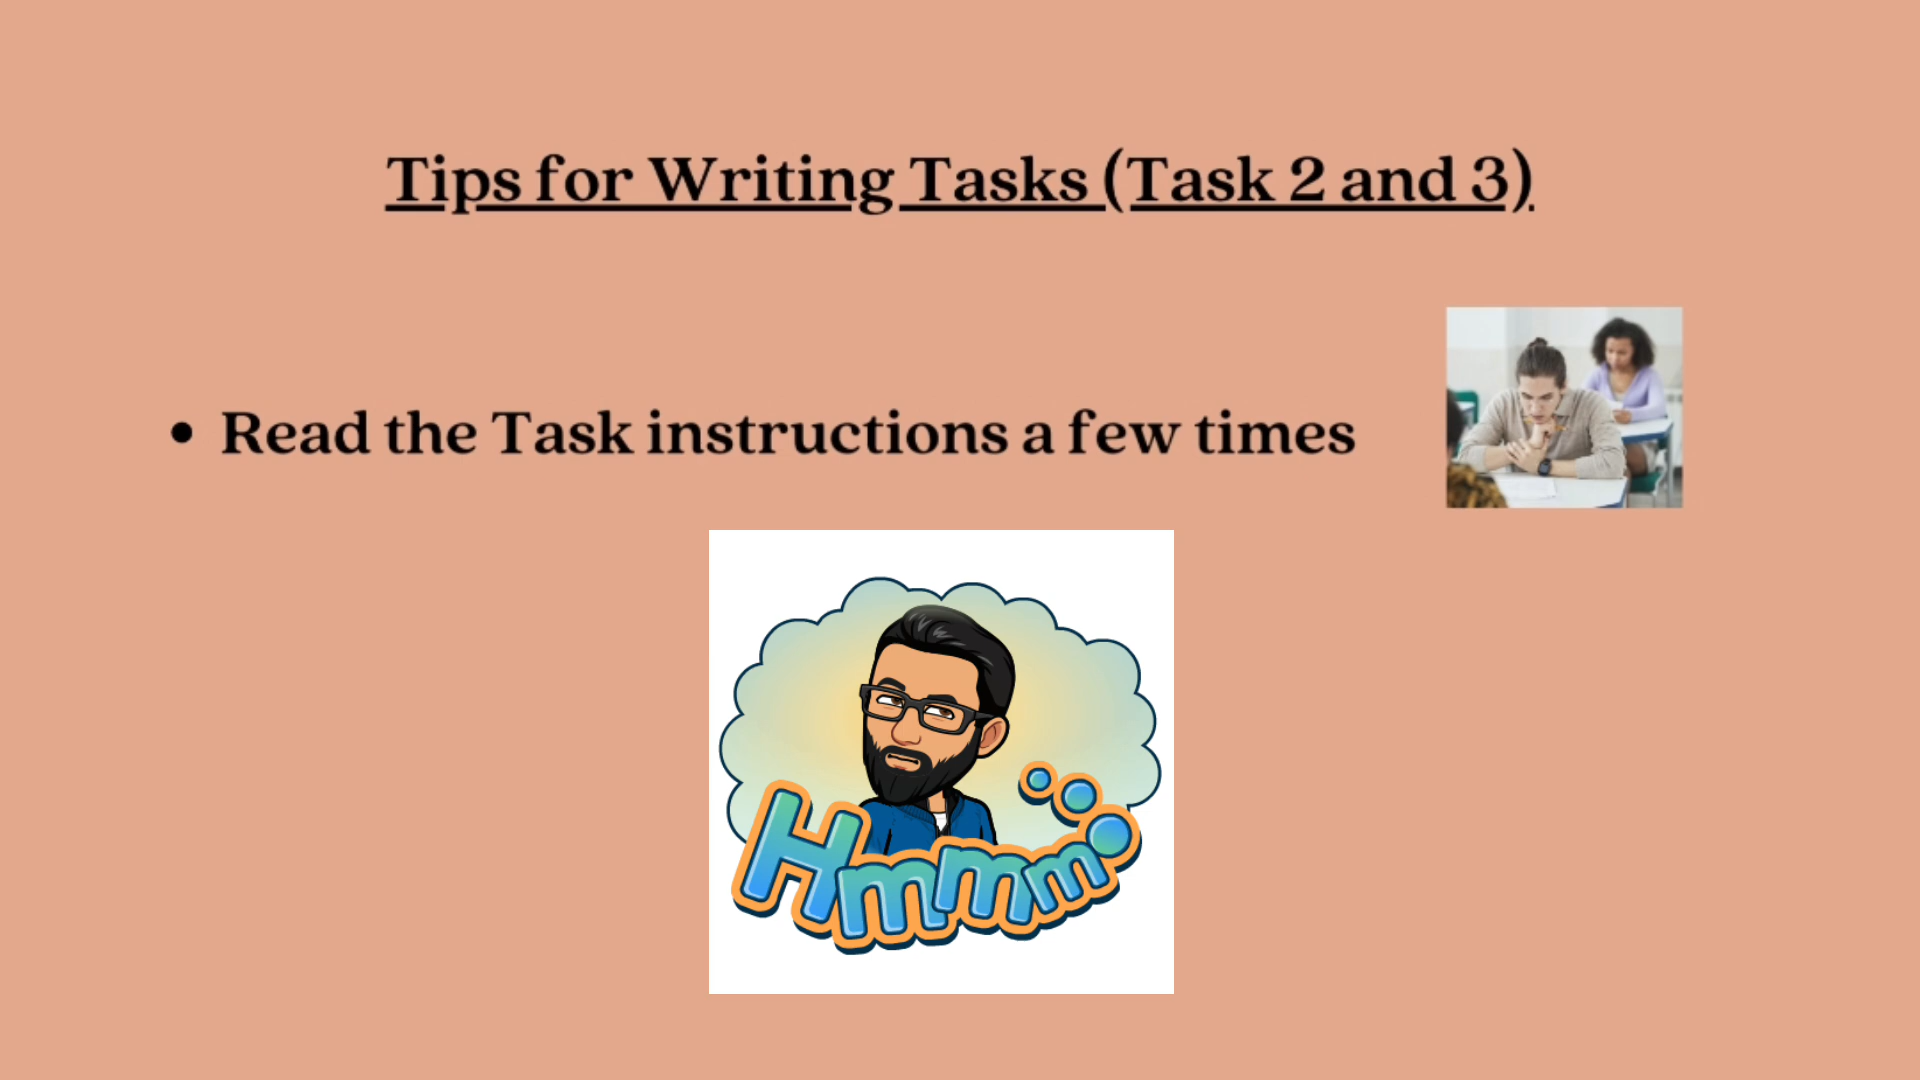 Tips for Writing Tasks (Task 2 and 3)
• Read the Task instructions a few times
Hmmm